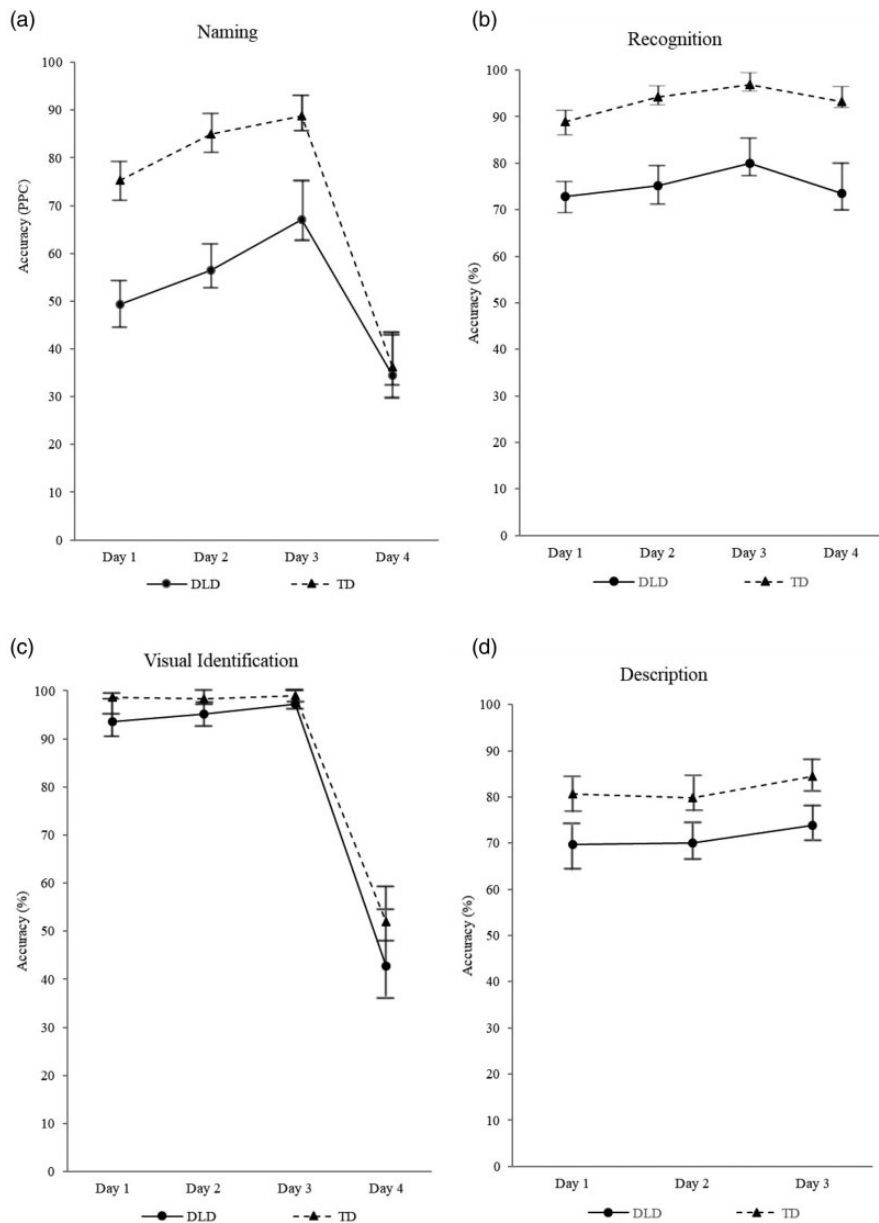 (a)
Naming
Accuracy (PPC)
100
90
80
70
60
50
40
30
20
10
0
Day 1 Day 2 Day 3 Day 4
DLD TD
(b)
Recognition
Accuracy (%)
100
90
80
70
60
50
40
30
20
10
0
Day 1 Day 2 Day 3 Day 4
DLD TD
(c)
Visual Identification
Accuracy (%)
100
90
80
70
60
50
40
30
20
10
0
Day 1 Day 2 Day 3 Day 4
DLD TD
(d)
Description
Accuracy (%)
100
90
80
70
60
50
40
30
20
10
0
Day 1 Day 2 Day 3
DLD TD